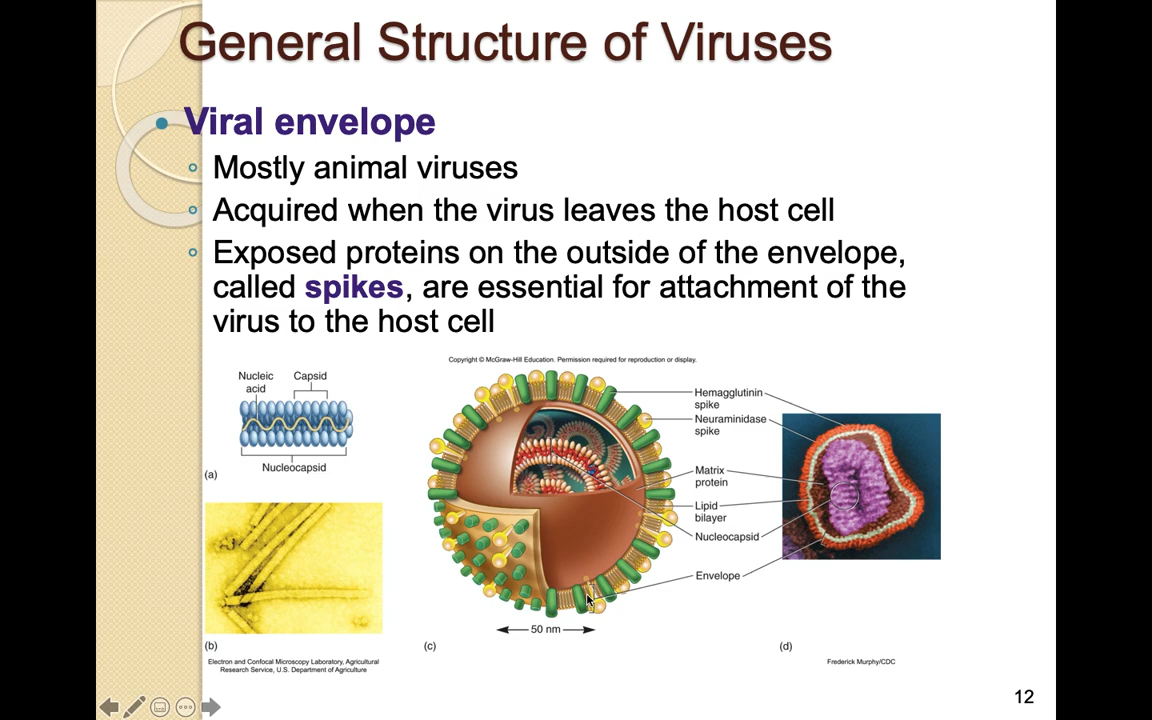 General Structure of Viruses
Viral envelope
Mostly animal viruses
Acquired when the virus leaves the host cell
Exposed proteins on the outside of the envelope,
called spikes, are essential for attachment of the
virus to the host cell
Copyright © McGraw-Hill Education. Permission required for reproduction or display.
Nucleic
acid
Capsid
Nucleocapsid
(a)
(b)
Electron and Confocal Microscopy Laboratory, Agricultural
Research Service, U.S. Department of Agriculture
Hemagglutinin
spike
Neuraminidase
spike
Matrix
protein
Lipid
bilayer
Nucleocapsid
Envelope
50 nm
(c)
(d)
Frederick Murphy/CDC
12